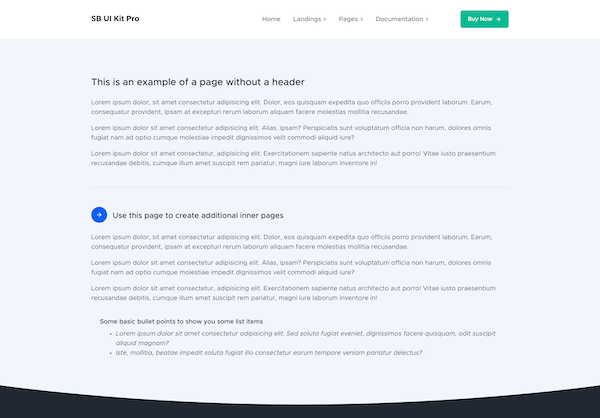 SB UI Kit Pro
Home Landings Pages Documentation Buy Now
This is an example of a page without a header
Lorem ipsum dolor, sit amet consectetur adipisicing elit. Dolor, eos quisquam expedita quo officiis porro provident laborum. Earum,
consequatur provident, ipsam at excepturi rerum laborum aliquam facere molestias mollitia recusandae.
Lorem ipsum dolor sit amet consectetur adipisicing elit. Alias, ipsam? Perspiciatis sunt voluptatum officia non harum, dolores omnis
fugiat nam ad optio cum molestiae impedit dignissimos velit commodi aliquid iure?
Lorem ipsum dolor sit amet consectetur, adipisicing elit. Exercitationem sapiente natus architecto aut porro! Vitae iusto praesentium
recusandae debitis, cumque illum amet suscipit rem pariatur, magni iure laborum inventore in!
Use this page to create additional inner pages
Lorem ipsum dolor, sit amet consectetur adipisicing elit. Dolor, eos quisquam expedita quo officiis porro provident laborum. Earum,
consequatur provident, ipsam at excepturi rerum laborum aliquam facere molestias mollitia recusandae.
Lorem ipsum dolor sit amet consectetur adipisicing elit. Alias, ipsam? Perspiciatis sunt voluptatum officia non harum, dolores omnis
fugiat nam ad optio cum molestiae impedit dignissimos velit commodi aliquid iure?
Lorem ipsum dolor sit amet consectetur, adipisicing elit. Exercitationem sapiente natus architecto aut porro! Vitae iusto praesentium
recusandae debitis, cumque illum amet suscipit rem pariatur, magni iure laborum inventore in!
Some basic bullet points to show you some list items
• Lorem ipsum dolor sit amet consectetur adipisicing elit. Sed soluta fugiat eveniet, dignissimos facere quisquam, odit suscipit
aliquid magnam?
• Iste, mollitia, beatae impedit soluta fugiat illo consectetur earum tempore veniam pariatur delectus?